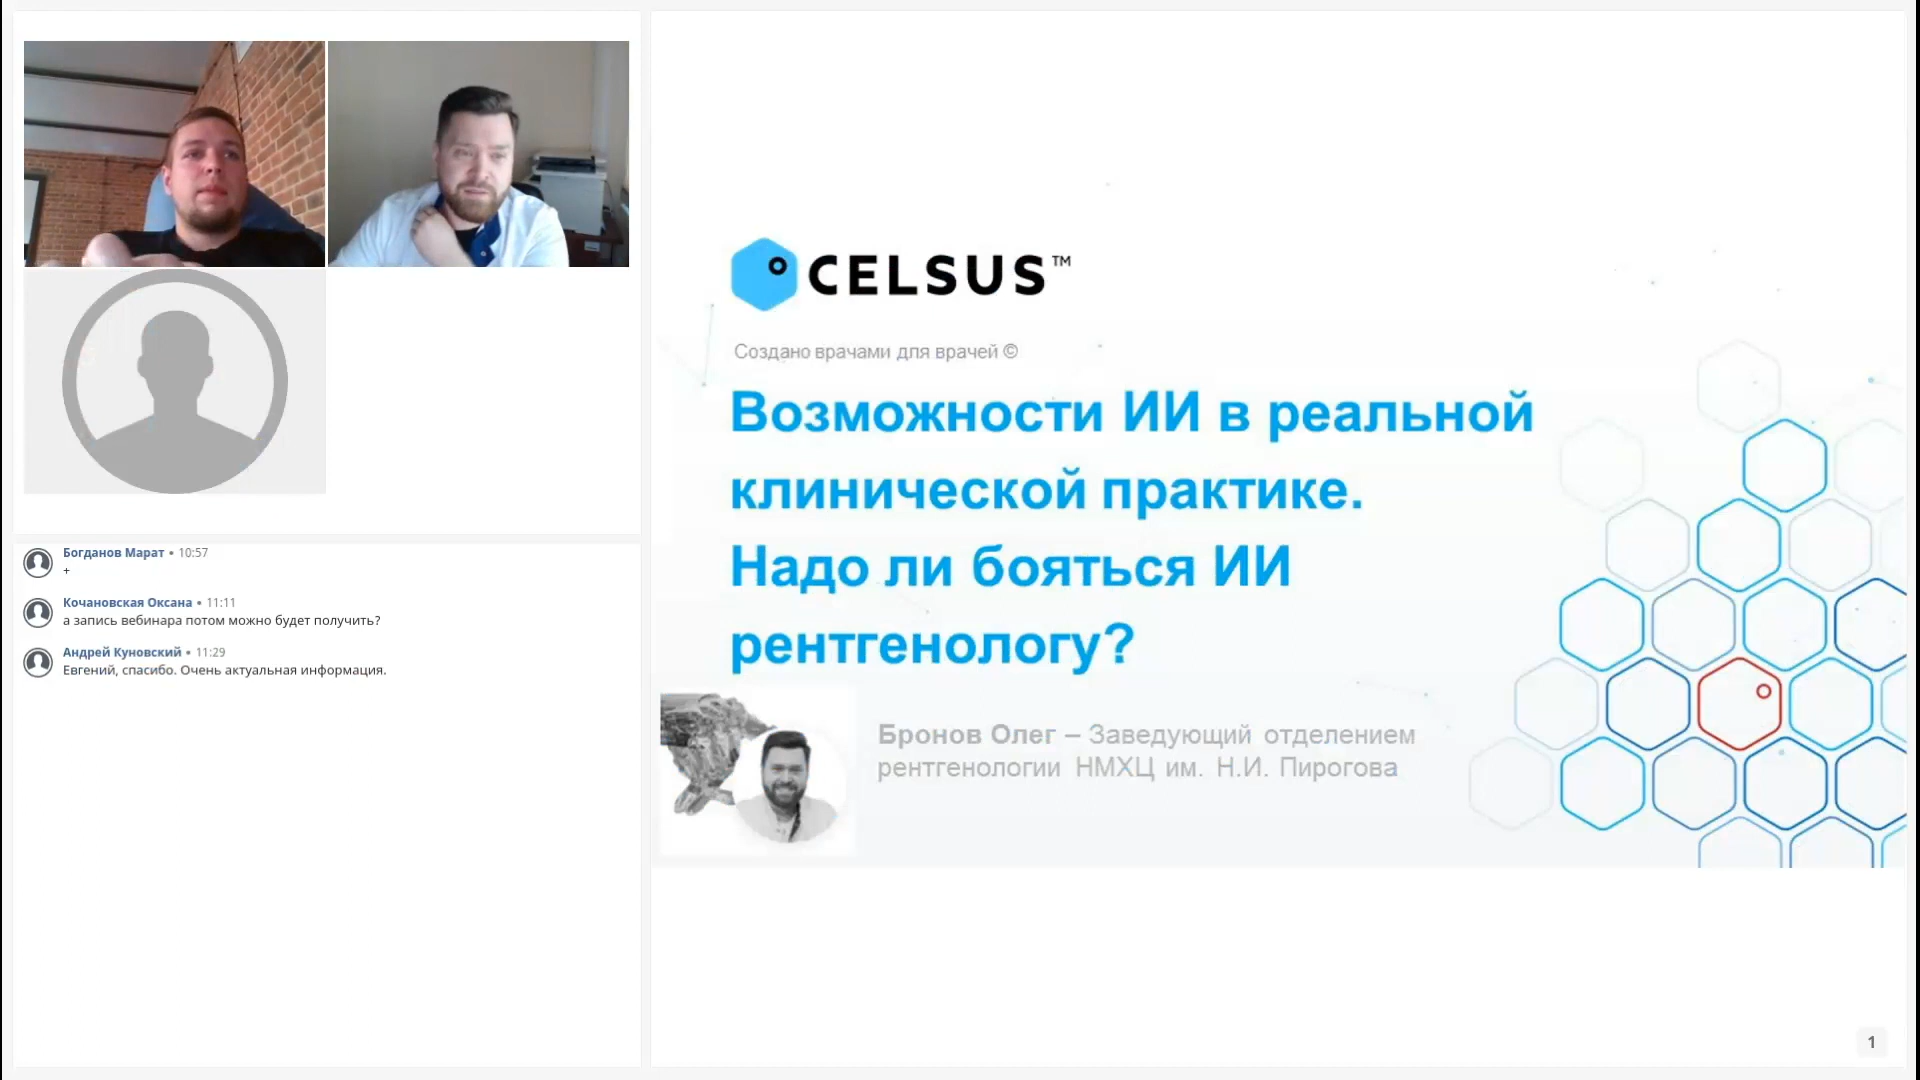 Богданов Марат • 10:57
+
Кочановская Оксана • 11:11
а запись вебинара потом можно будет получить?
Андрей Куновский • 11:29
Евгений, спасибо. Очень актуальная информация.
CELSUS™
Создано врачами для врачей ©
Возможности ИИ в реальной
клинической практике.
Надо ли бояться ИИ
рентгенологу?
Бронов Олег – Заведующий отделением
рентгенологии НМХЦ им. Н.И. Пирогова
1